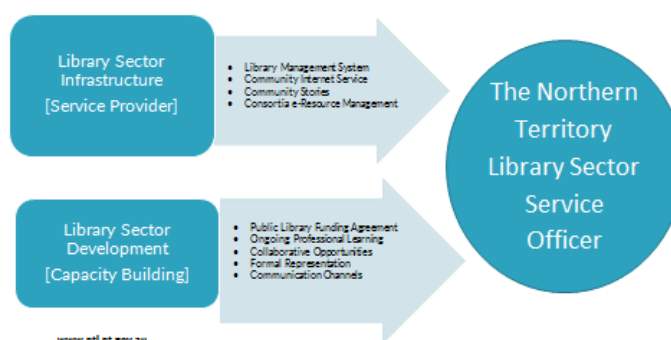 Library Sector
Infrastructure
[Service Provider]
• Library Management System
• Community Internet Service
• Community Stories
• Consortia e-Resource Management
The Northern
Territory
Library Sector
Service
Officer
Library Sector
Development
[Capacity Building]
• Public Library Funding Agreement
• Ongoing Professional Learning
• Collaborative Opportunities
• Formal Representation
• Communication Channels